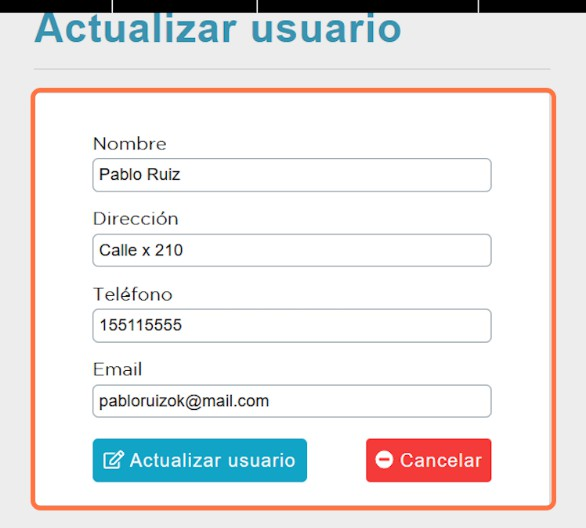 Actualizar usuario
Nombre
Pablo Ruiz
Dirección
Calle x 210
Teléfono
155115555
Email
pabloruizok@mail.com
Actualizar usuario
Cancelar